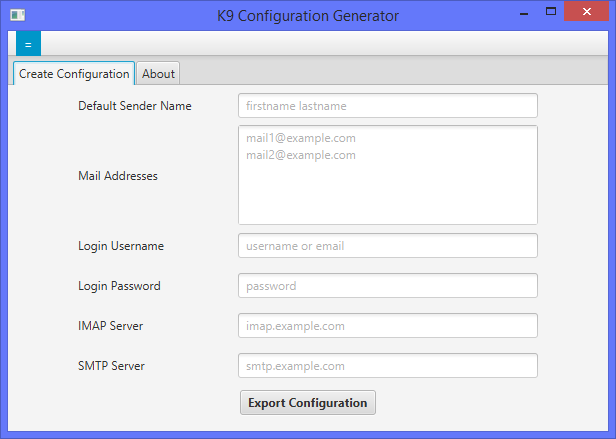 K9 Configuration Generator
=
Create Configuration About
Default Sender Name firstname lastname
mail1@example.com
mail2@example.com
Mail Addresses
Login Username username or email
Login Password password
IMAP Server imap.example.com
SMTP Server smtp.example.com
Export Configuration